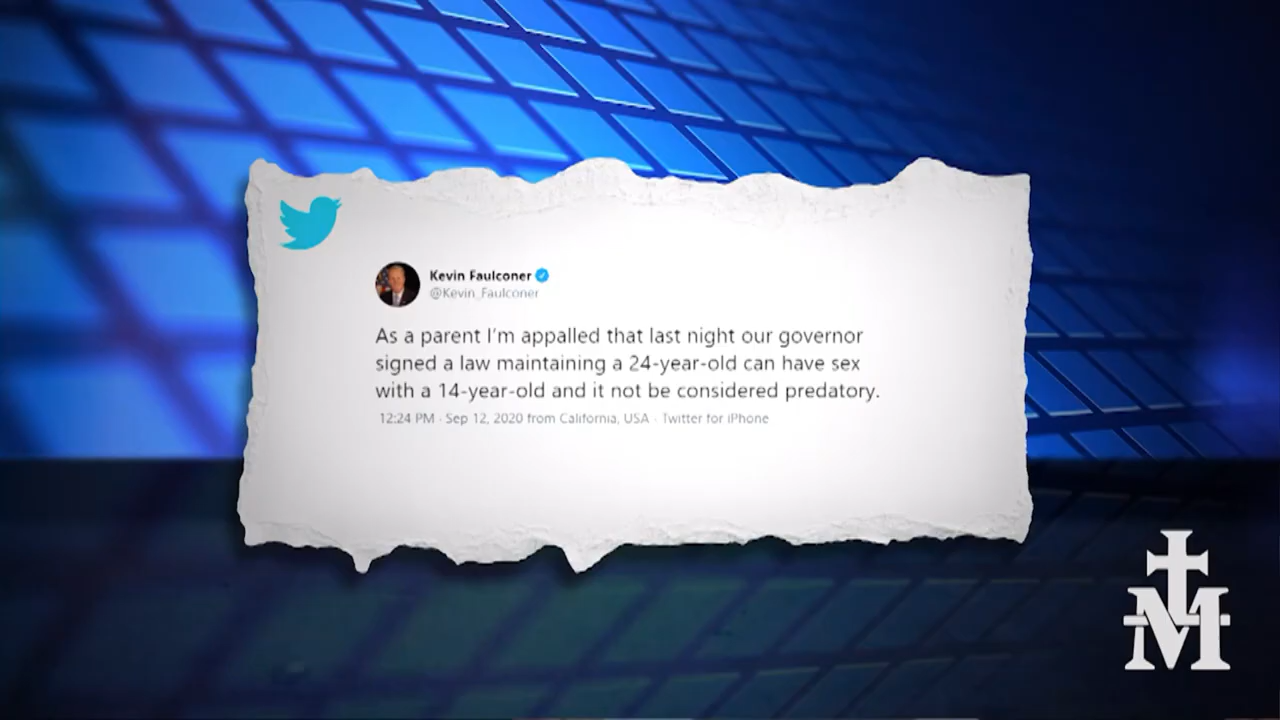 Kevin Faulconer
@Kevin_Faulconer
As a parent I'm appalled that last night our governor
signed a law maintaining a 24-year-old can have sex
with a 14-year-old and it not be considered predatory.
12:24 PM · Sep 12, 2020 from California, USA · Twitter for iPhone
M